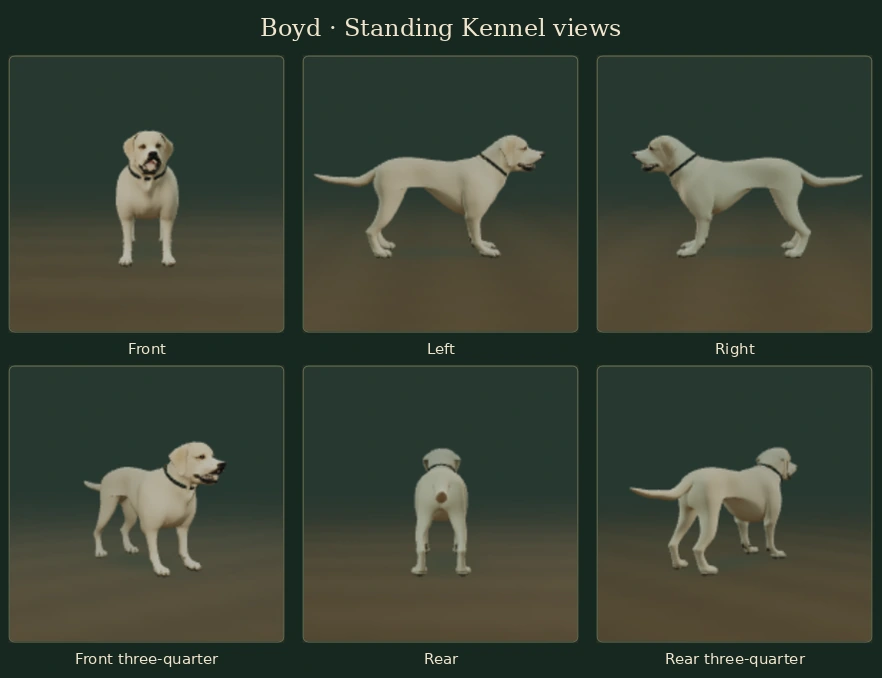 Boyd · Standing Kennel views
Front
Left
Right
Front three-quarter
Rear
Rear three-quarter